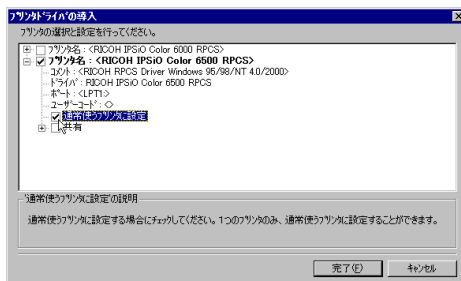 プリンタドライバの導入
プリンタの選択と設定を行ってください。
プリンタ名 : <RICOH IPSiO Color 6000 RPCS>
プリンタ名 : <RICOH IPSiO Color 6500 RPCS>
コメント : <RICOH RPCS Driver Windows 95/98/NT 4.0/2000>
ドライバ : RICOH IPSiO Color 6500 RPCS
ポート : <LPT1:>
ユーザーコード : <>
通常使うプリンタに設定
共有
'通常使うプリンタに設定'の説明
通常使うプリンタに設定する場合にチェックしてください。1つのプリンタのみ、通常使うプリンタに設定することができます。
完了(F)
キャンセル